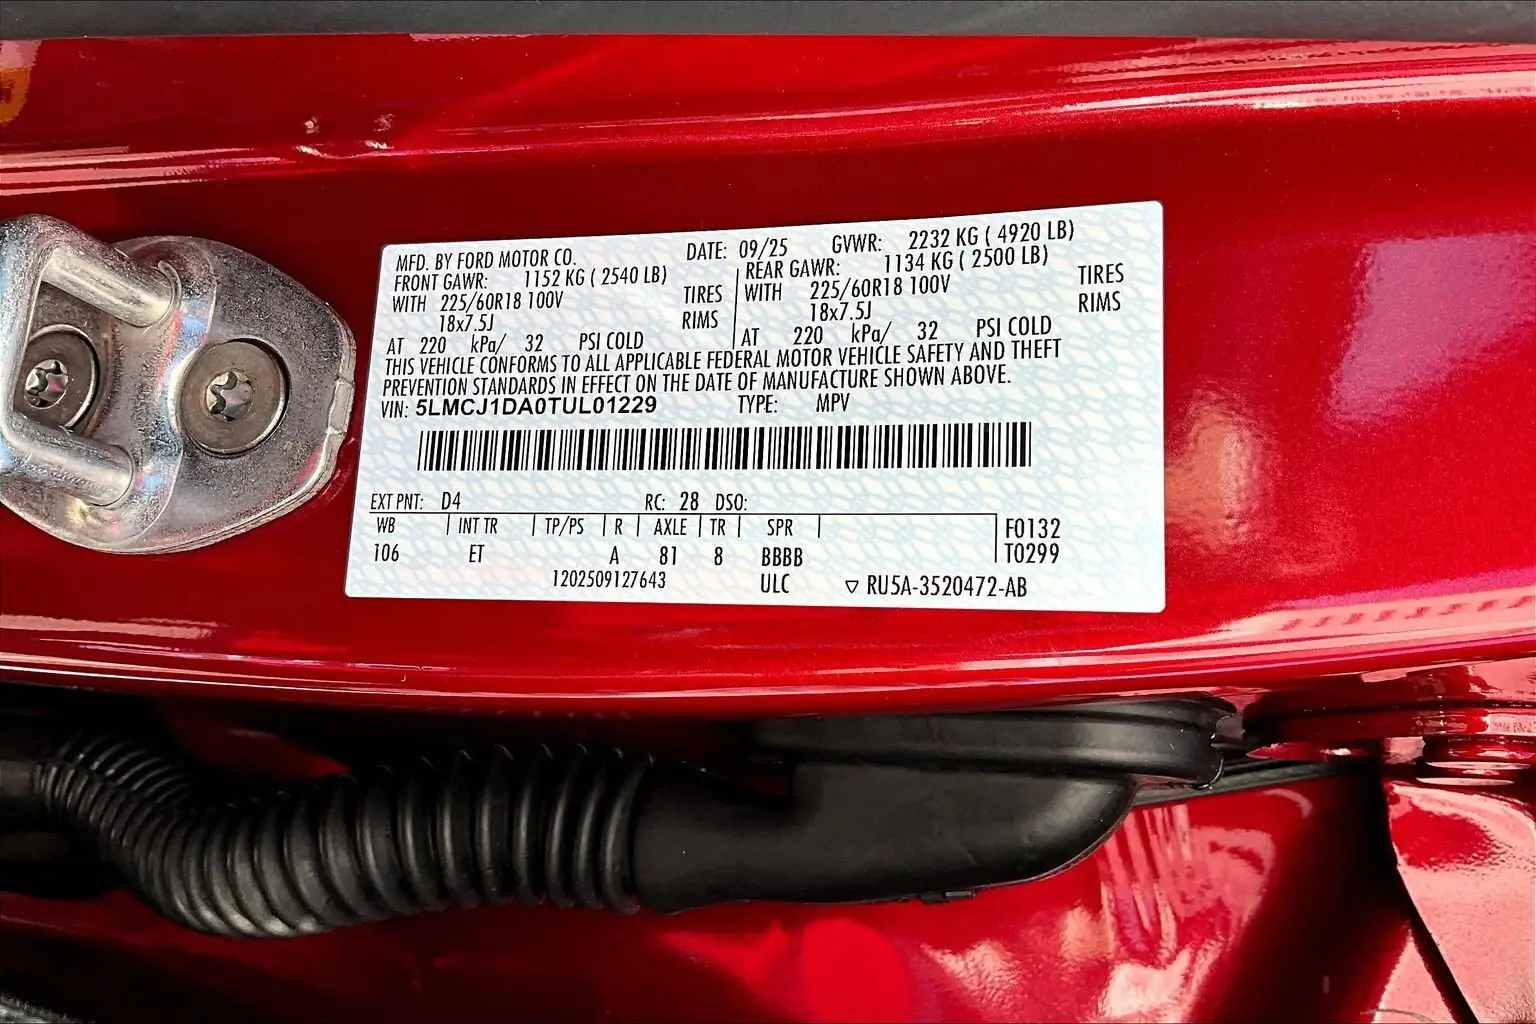 MFD. BY FORD MOTOR CO. DATE: 09/25 GVWR: 2232 KG ( 4920 LB)
FRONT GAWR: 1152 KG ( 2540 LB) REAR GAWR: 1134 KG ( 2500 LB)
WITH 225/60R18 100V TIRES WITH 225/60R18 100V TIRES
18x7.5J RIMS 18x7.5J RIMS
AT 220 kPa/ 32 PSI COLD AT 220 kPa/ 32 PSI COLD
THIS VEHICLE CONFORMS TO ALL APPLICABLE FEDERAL MOTOR VEHICLE SAFETY AND THEFT
PREVENTION STANDARDS IN EFFECT ON THE DATE OF MANUFACTURE SHOWN ABOVE.
VIN: 5LMCJ1DA0TUL01229 TYPE: MPV
EXT PNT: D4 RC: 28 DSO:
WB INT TR TP/PS R AXLE TR SPR F0132
106 ET A 81 8 BBBB T0299
1202509127643 ULC ▽ RU5A-3520472-AB